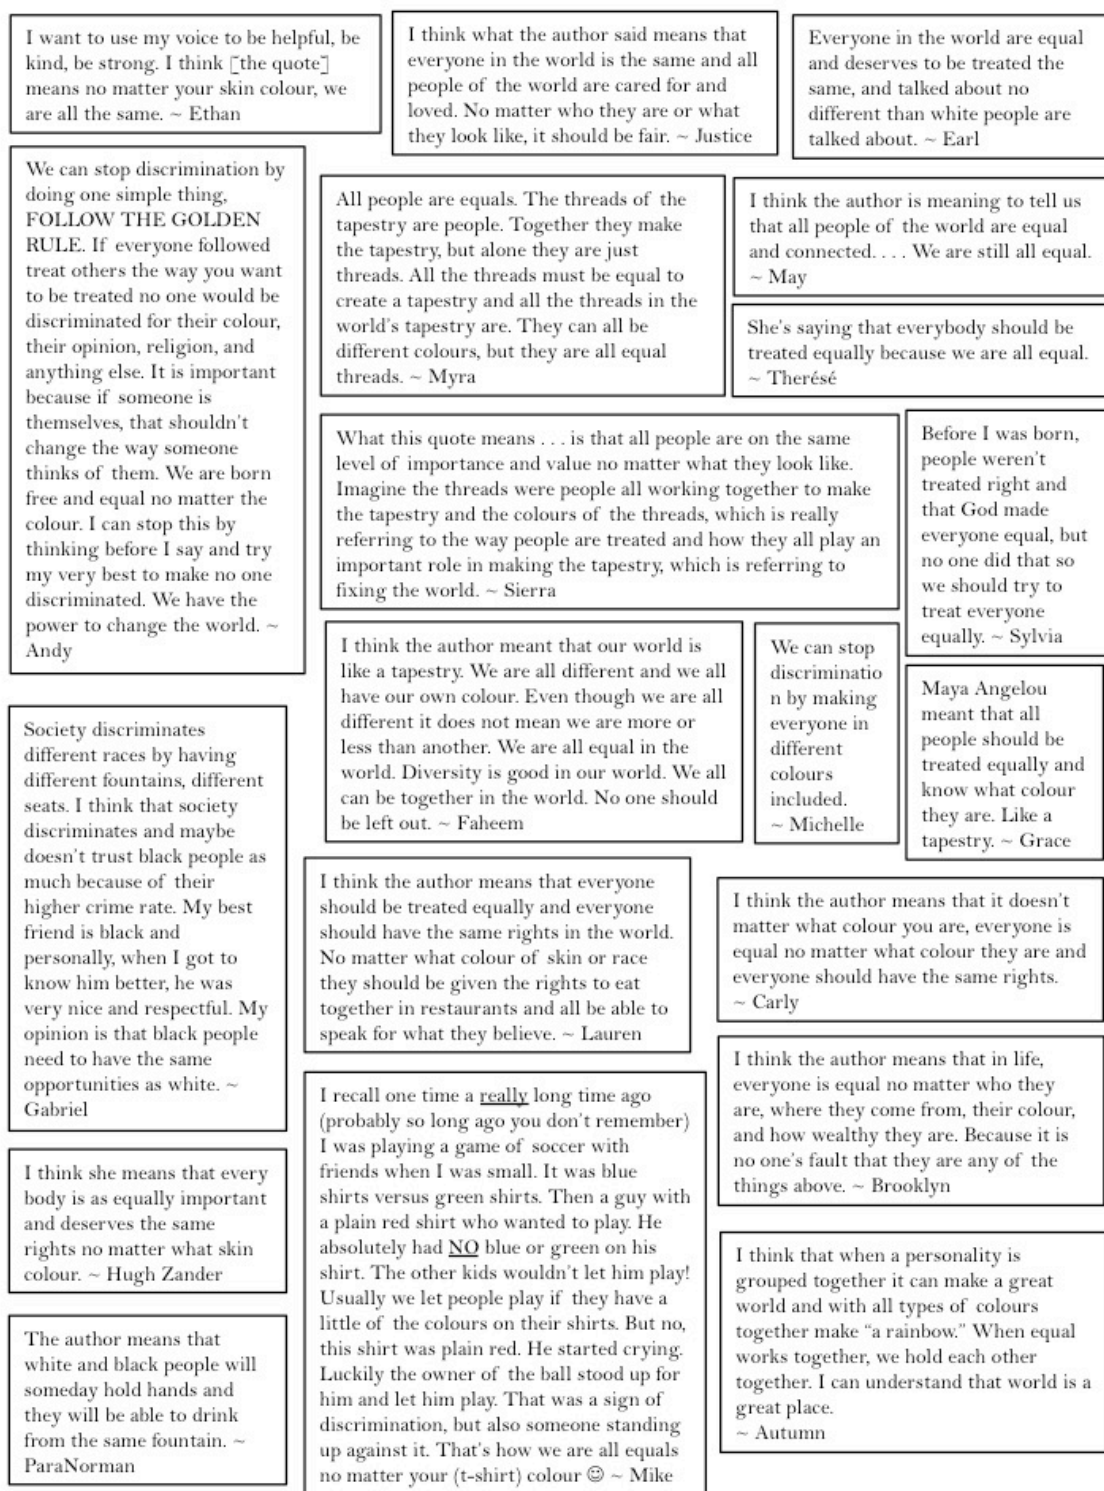 I want to use my voice to be helpful, be
kind, be strong. I think [the quote]
means no matter your skin colour, we
are all the same. ~ Ethan
I think what the author said means that
everyone in the world is the same and all
people of the world are cared for and
loved. No matter who they are or what
they look like, it should be fair. ~ Justice
Everyone in the world are equal
and deserves to be treated the
same, and talked about no
different than white people are
talked about. ~ Earl
We can stop discrimination by
doing one simple thing,
FOLLOW THE GOLDEN
RULE. If everyone followed
treat others the way you want
to be treated no one would be
discriminated for their colour,
their opinion, religion, and
anything else. It is important
because if someone is
themselves, that shouldn't
change the way someone
thinks of them. We are born
free and equal no matter the
colour. I can stop this by
thinking before I say and try
my very best to make no one
discriminated. We have the
power to change the world. ~
Andy
All people are equals. The threads of the
tapestry are people. Together they make
the tapestry, but alone they are just
threads. All the threads must be equal to
create a tapestry and all the threads in the
world's tapestry are. They can all be
different colours, but they are all equal
threads. ~ Myra
I think the author is meaning to tell us
that all people of the world are equal
and connected. . . . We are still all equal.
~ May
She's saying that everybody should be
treated equally because we are all equal.
~ Therésé
What this quote means . . . is that all people are on the same
level of importance and value no matter what they look like.
Imagine the threads were people all working together to make
the tapestry and the colours of the threads, which is really
referring to the way people are treated and how they all play an
important role in making the tapestry, which is referring to
fixing the world. ~ Sierra
Before I was born,
people weren't
treated right and
that God made
everyone equal, but
no one did that so
we should try to
treat everyone
equally. ~ Sylvia
I think the author meant that our world is
like a tapestry. We are all different and we all
have our own colour. Even though we are all
different it does not mean we are more or
less than another. We are all equal in the
world. Diversity is good in our world. We all
can be together in the world. No one should
be left out. ~ Faheem
We can stop
discriminatio
n by making
everyone in
different
colours
included.
~ Michelle
Maya Angelou
meant that all
people should be
treated equally and
know what colour
they are. Like a
tapestry. ~ Grace
Society discriminates
different races by having
different fountains, different
seats. I think that society
discriminates and maybe
doesn't trust black people as
much because of their
higher crime rate. My best
friend is black and
personally, when I got to
know him better, he was
very nice and respectful. My
opinion is that black people
need to have the same
opportunities as white. ~
Gabriel
I think the author means that everyone
should be treated equally and everyone
should have the same rights in the world.
No matter what colour of skin or race
they should be given the rights to eat
together in restaurants and all be able to
speak for what they believe. ~ Lauren
I think the author means that it doesn't
matter what colour you are, everyone is
equal no matter what colour they are and
everyone should have the same rights.
~ Carly
I think the author means that in life,
everyone is equal no matter who they
are, where they come from, their colour,
and how wealthy they are. Because it is
no one's fault that they are any of the
things above. ~ Brooklyn
I think she means that every
body is as equally important
and deserves the same
rights no matter what skin
colour. ~ Hugh Zander
I recall one time a really long time ago
(probably so long ago you don't remember)
I was playing a game of soccer with
friends when I was small. It was blue
shirts versus green shirts. Then a guy with
a plain red shirt who wanted to play. He
absolutely had NO blue or green on his
shirt. The other kids wouldn't let him play!
Usually we let people play if they have a
little of the colours on their shirts. But no,
this shirt was plain red. He started crying.
Luckily the owner of the ball stood up for
him and let him play. That was a sign of
discrimination, but also someone standing
up against it. That's how we are all equals
no matter your (t-shirt) colour ☺ ~ Mike
I think that when a personality is
grouped together it can make a great
world and with all types of colours
together make “a rainbow.” When equal
works together, we hold each other
together. I can understand that world is a
great place.
~ Autumn
The author means that
white and black people will
someday hold hands and
they will be able to drink
from the same fountain. ~
ParaNorman